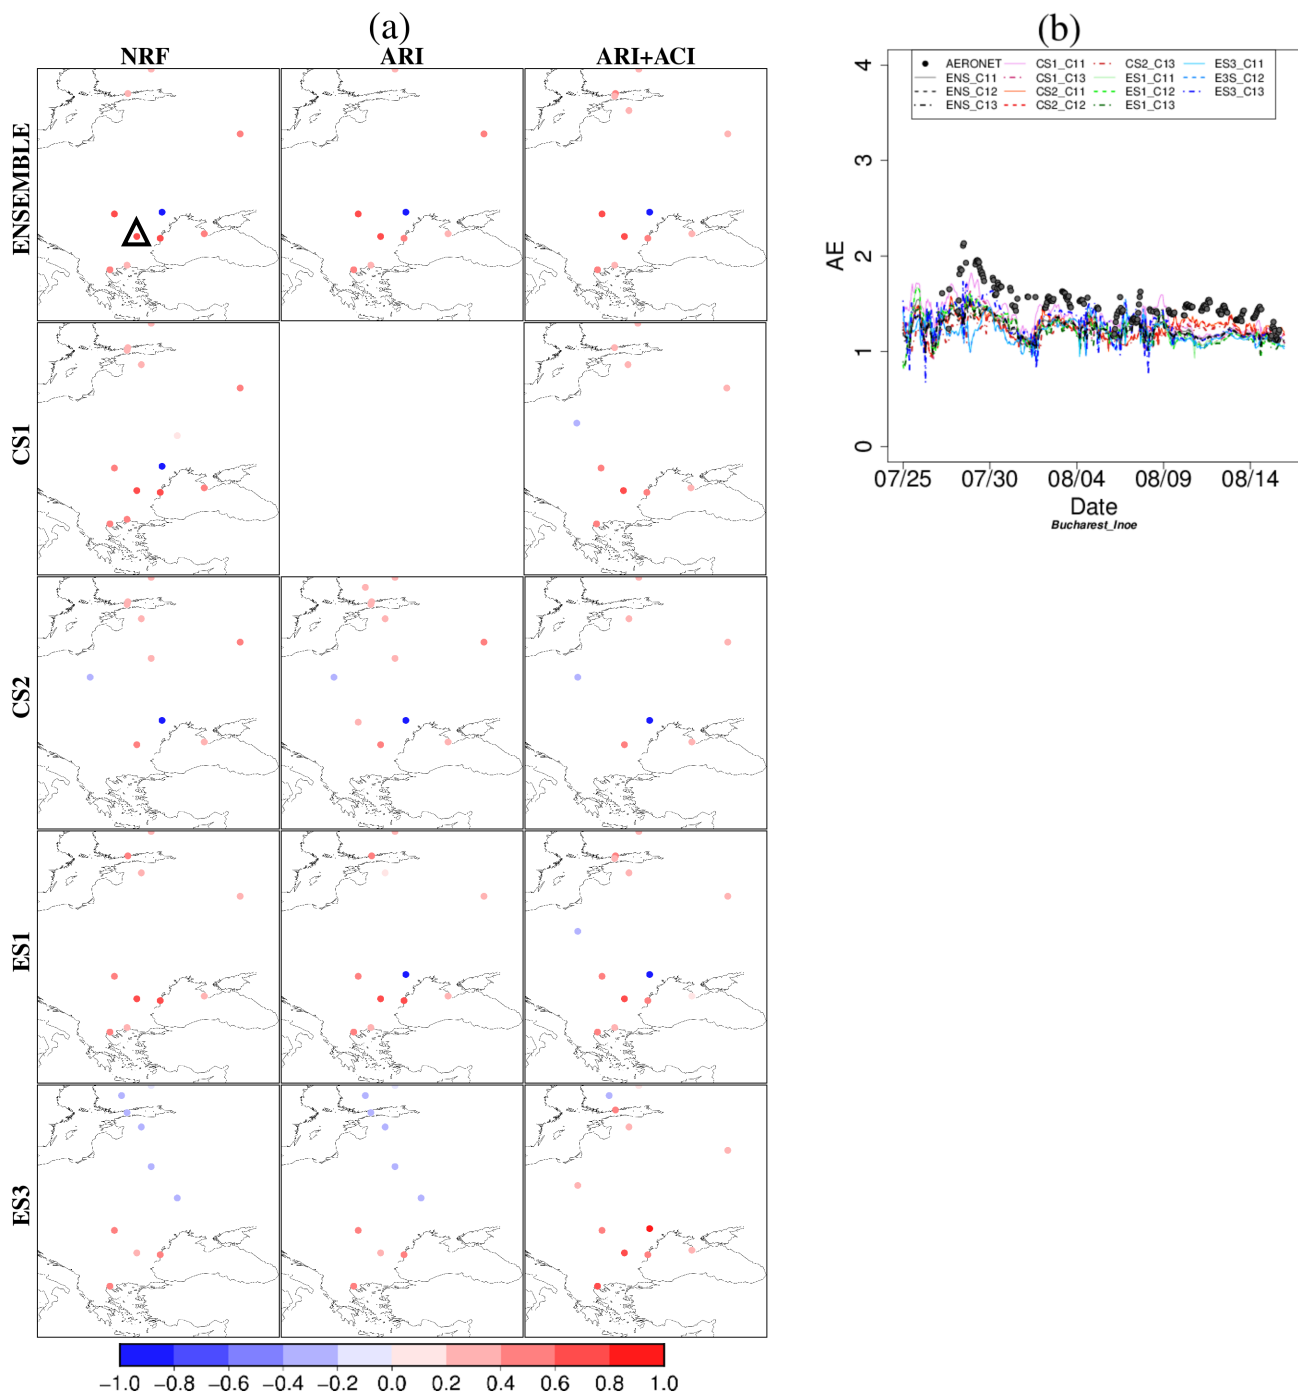 (a)
NRF ARI ARI+ACI
ENSEMBLE
CS1
CS2
ES1
ES3
−1.0 −0.8 −0.6 −0.4 −0.2 0.0 0.2 0.4 0.6 0.8 1.0
(b)
AERONET CS1_C11 CS2_C13 ES3_C11
ENS_C11 CS1_C13 ES1_C11 E3S_C12
ENS_C12 CS2_C11 ES1_C12 ES3_C13
ENS_C13 CS2_C12 ES1_C13
AE
4
3
2
1
0
07/25 07/30 08/04 08/09 08/14
Date
Bucharest_Inoe